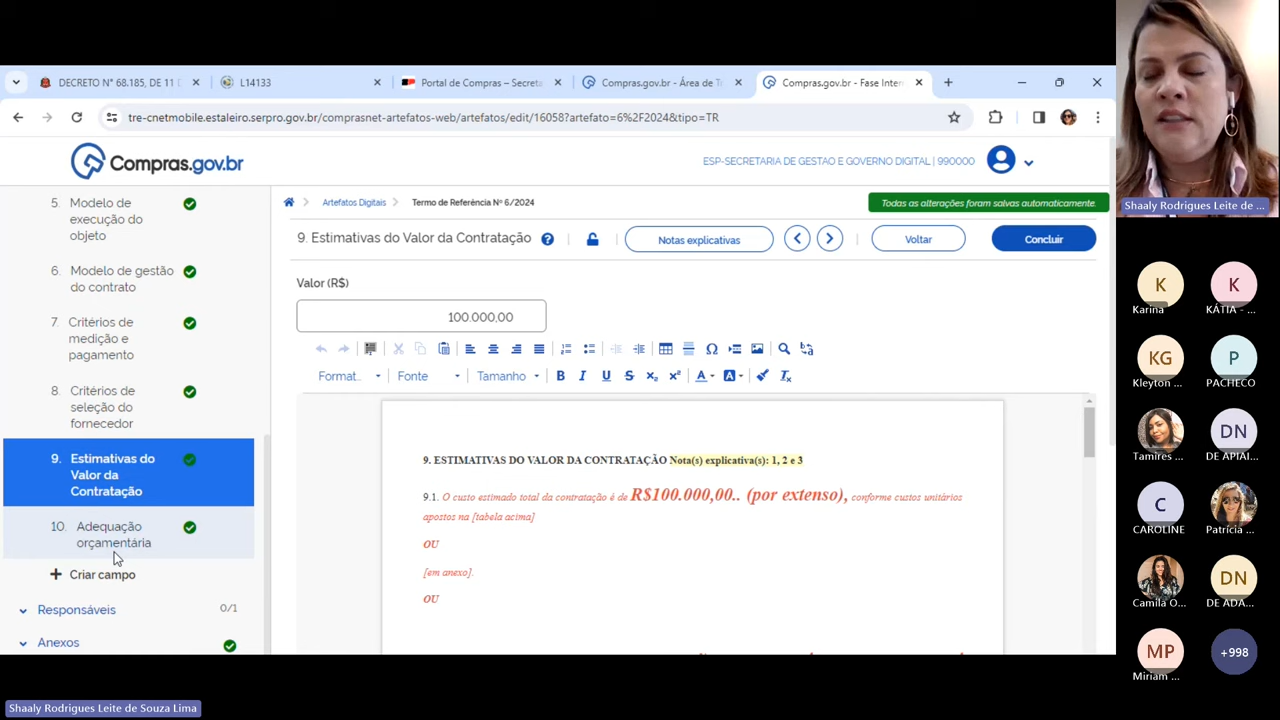 DECRETO N° 68.185, DE 11
L14133
Portal de Compras – Secreta
Compras.gov.br - Área de T
Compras.gov.br - Fase Inter
tre-cnetmobile.estaleiro.serpro.gov.br/comprasnet-artefatos-web/artefatos/edit/16058?artefato=6%2F2024&tipo=TR
Compras.gov.br
ESP-SECRETARIA DE GESTAO E GOVERNO DIGITAL | 990000
Artefatos Digitais
Termo de Referência Nº 6/2024
Todas as alterações foram salvas automaticamente.
5. Modelo de
execução do
objeto
6. Modelo de gestão
do contrato
7. Critérios de
medição e
pagamento
8. Critérios de
seleção do
fornecedor
9. Estimativas do
Valor da
Contratação
10. Adequação
orçamentária
+ Criar campo
Responsáveis 0/1
Anexos
9. Estimativas do Valor da Contratação
Notas explicativas
Voltar
Concluir
Valor (R$)
100.000,00
Format...
Fonte
Tamanho
9. ESTIMATIVAS DO VALOR DA CONTRATAÇÃO Nota(s) explicativa(s): 1, 2 e 3
9.1. O custo estimado total da contratação é de R$100.000,00.. (por extenso), conforme custos unitários
apostos na [tabela acima]
OU
[em anexo].
OU
Shaaly Rodrigues Leite de ...
K
Karina
K
KÁTIA - ...
KG
Kleyton ...
P
PACHECO
Tamires ...
DN
DE APIAI...
C
CAROLINE
Patrícia ...
Camila O...
DN
DE ADA...
MP
Miriam ...
+998
Shaaly Rodrigues Leite de Souza Lima